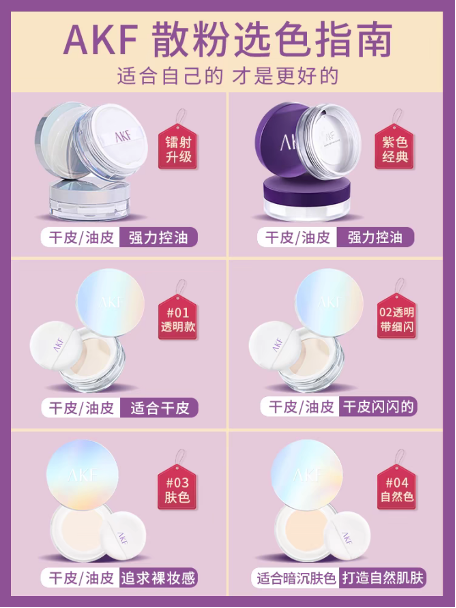 AKF 散粉选色指南
适合自己的 才是更好的
AKF
镭射
升级
干皮/油皮 强力控油
紫色
经典
干皮/油皮 强力控油
AKF
AKF
#01
透明款
干皮/油皮 适合干皮
AKF
AKF
02透明
带细闪
干皮/油皮 干皮闪闪的
AKF
AKF
#03
肤色
干皮/油皮 追求裸妆感
AKF
AKF
#04
自然色
适合暗沉肤色 打造自然肌肤